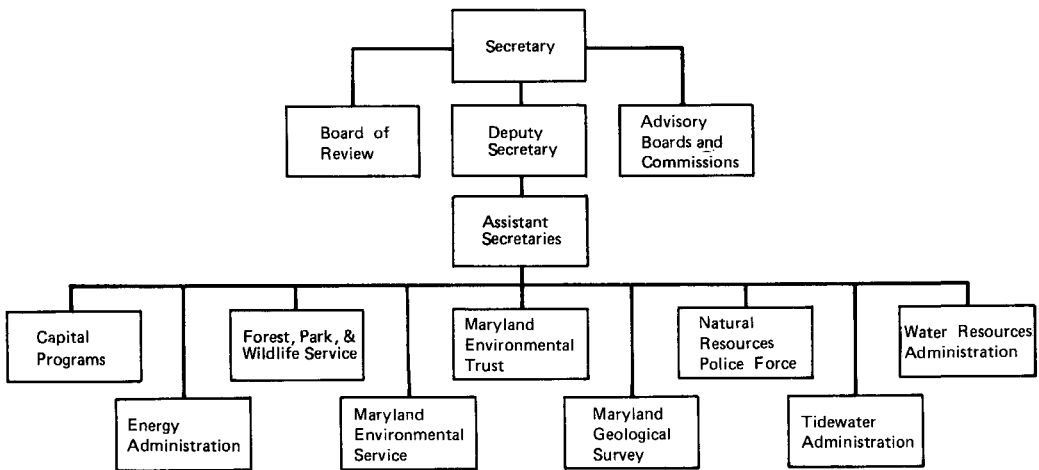 Secretary
Board of
Review
Deputy
Secretary
Advisory
Boards and
Commissions
Assistant
Secretaries
Capital
Programs
Forest, Park, &
Wildlife Service
Maryland
Environmental
Trust
Natural
Resources
Police Force
Water Resources
Administration
Energy
Administration
Maryland
Environmental
Service
Maryland
Geological
Survey
Tidewater
Administration